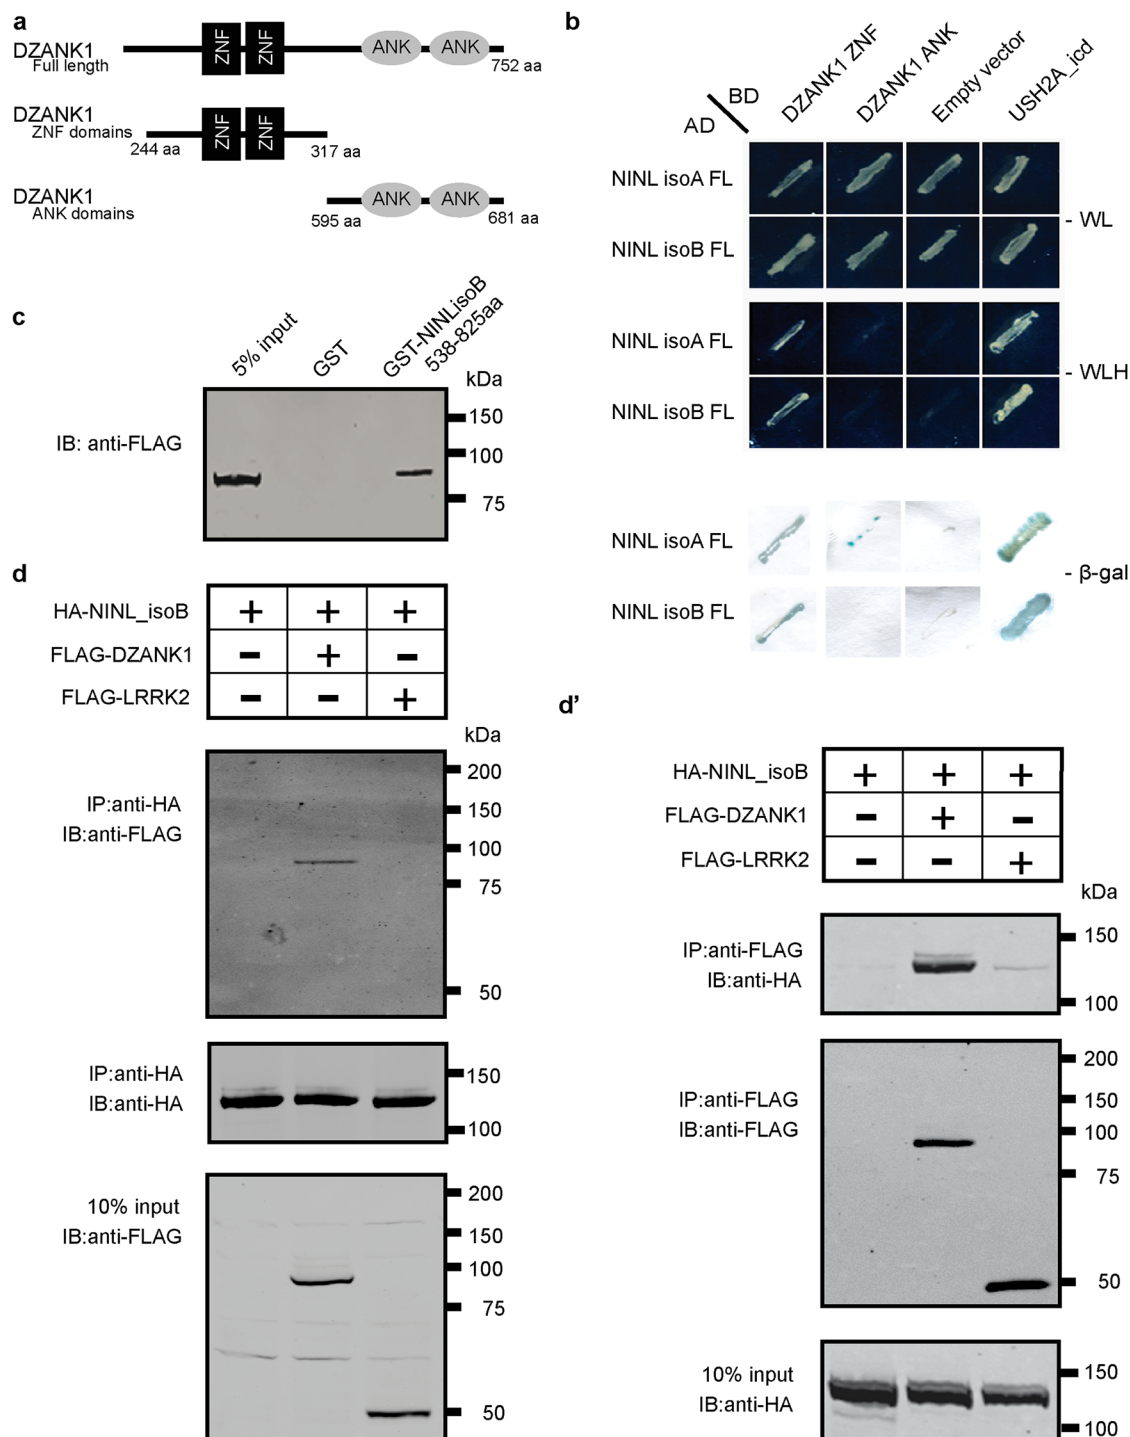 a
DZANK1
Full length
ZNF ZNF ANK ANK
752 aa
DZANK1
ZNF domains
ZNF ZNF
244 aa 317 aa
DZANK1
ANK domains
ANK ANK
595 aa 681 aa
b
BD
AD
DZANK1 ZNF
DZANK1 ANK
Empty vector
USH2A_icd
NINL isoA FL
NINL isoB FL
- WL
NINL isoA FL
NINL isoB FL
- WLH
NINL isoA FL
NINL isoB FL
- β-gal
c
5% input
GST
GST-NINLisoB
538-825aa
kDa
IB: anti-FLAG
150
100
75
d
HA-NINL_isoB + + +
FLAG-DZANK1 - + -
FLAG-LRRK2 - - +
kDa
IP:anti-HA
IB:anti-FLAG
200
150
100
75
50
IP:anti-HA
IB:anti-HA
150
100
10% input
IB:anti-FLAG
200
150
100
75
50
d'
HA-NINL_isoB + + +
FLAG-DZANK1 - + -
FLAG-LRRK2 - - +
kDa
IP:anti-FLAG
IB:anti-HA
150
100
IP:anti-FLAG
IB:anti-FLAG
200
150
100
75
50
10% input
IB:anti-HA
150
100